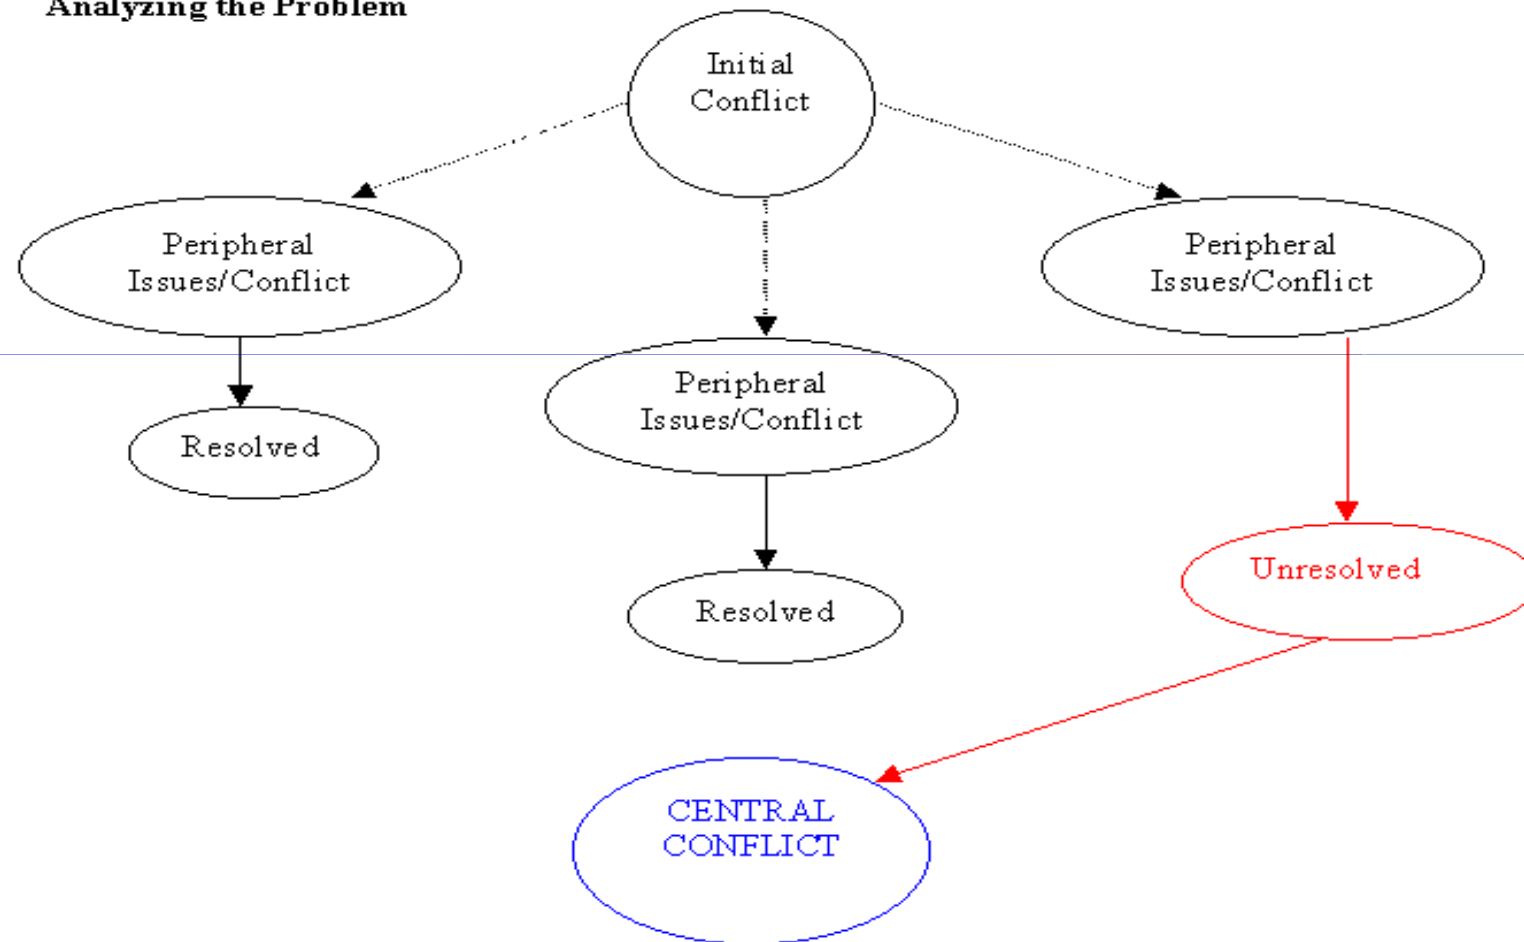 Analyzing the Problem
Initial
Conflict
Peripheral
Issues/Conflict
Peripheral
Issues/Conflict
Peripheral
Issues/Conflict
Resolved
Resolved
Unresolved
CENTRAL
CONFLICT